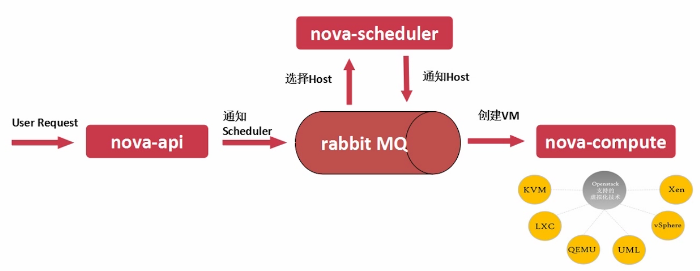 nova-scheduler
选择Host
通知Host
User Request
nova-api
通知
Scheduler
rabbit MQ
创建VM
nova-compute
Openstack
支持的
虚拟化技术
KVM
Xen
LXC
vSphere
QEMU
UML